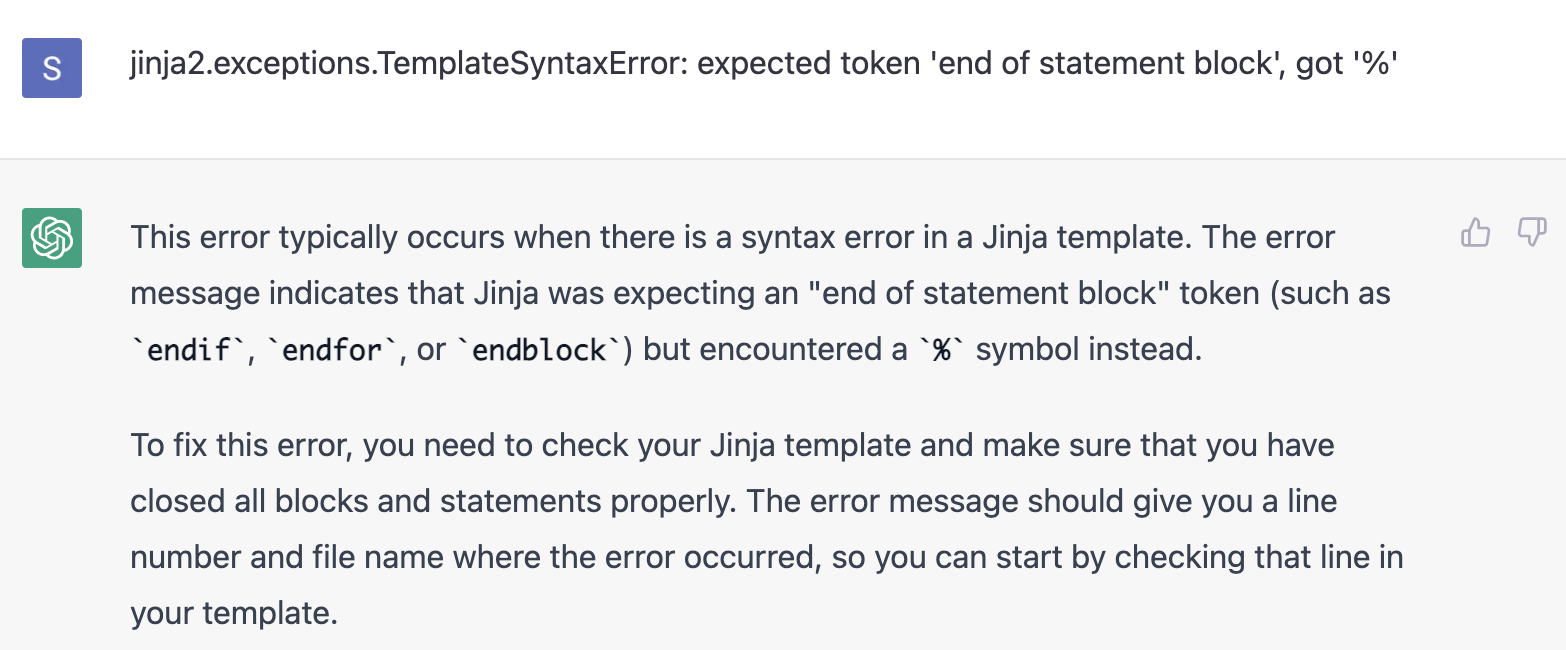 S
jinja2.exceptions.TemplateSyntaxError: expected token 'end of statement block', got '%'
This error typically occurs when there is a syntax error in a Jinja template. The error
message indicates that Jinja was expecting an "end of statement block" token (such as
`endif`, `endfor`, or `endblock`) but encountered a `%` symbol instead.
To fix this error, you need to check your Jinja template and make sure that you have
closed all blocks and statements properly. The error message should give you a line
number and file name where the error occurred, so you can start by checking that line in
your template.